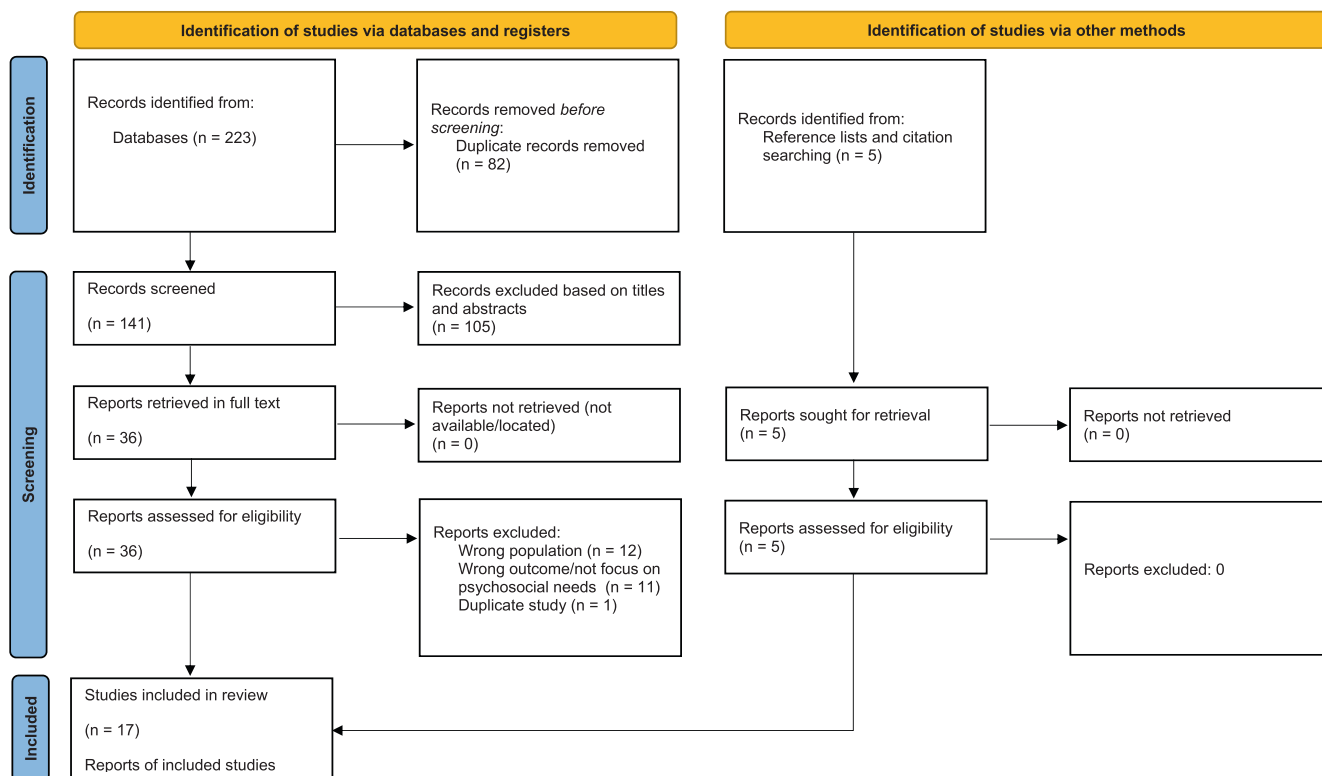 Identification of studies via databases and registers
Identification of studies via other methods
Identification
Records identified from:
Databases (n = 223)
Records removed before
screening:
Duplicate records removed
(n = 82)
Records identified from:
Reference lists and citation
searching (n = 5)
Screening
Records screened
(n = 141)
Records excluded based on titles
and abstracts
(n = 105)
Reports retrieved in full text
(n = 36)
Reports not retrieved (not
available/located)
(n = 0)
Reports sought for retrieval
(n = 5)
Reports not retrieved
(n = 0)
Reports assessed for eligibility
(n = 36)
Reports excluded:
Wrong population (n = 12)
Wrong outcome/not focus on
psychosocial needs (n = 11)
Duplicate study (n = 1)
Reports assessed for eligibility
(n = 5)
Reports excluded: 0
Included
Studies included in review
(n = 17)
Reports of included studies